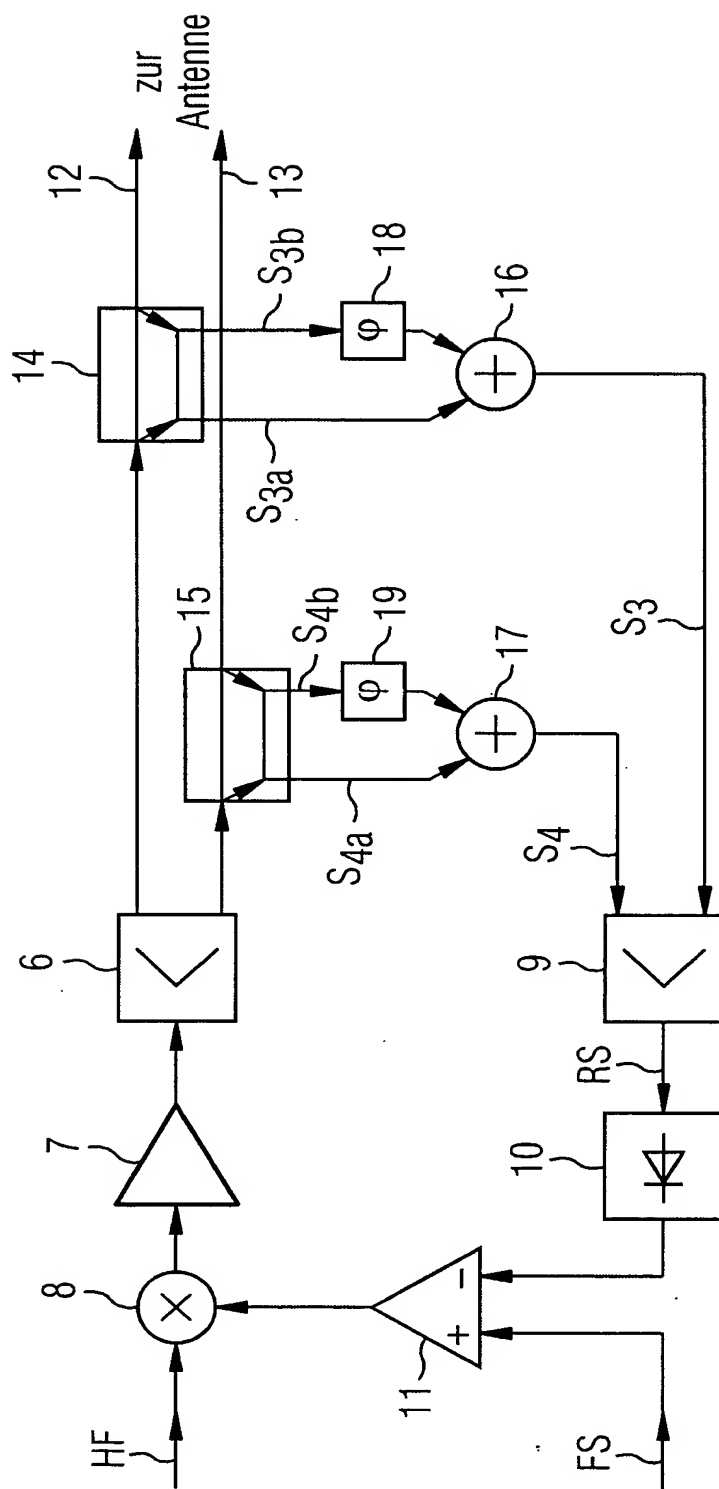 zur
Antenne
12
13
14
S3b
18
16
S3a
φ
+
15
S4b
19
17
S4a
φ
+
S3
S4
6
9
RS
7
10
8
×
+
-
11
HF
FS